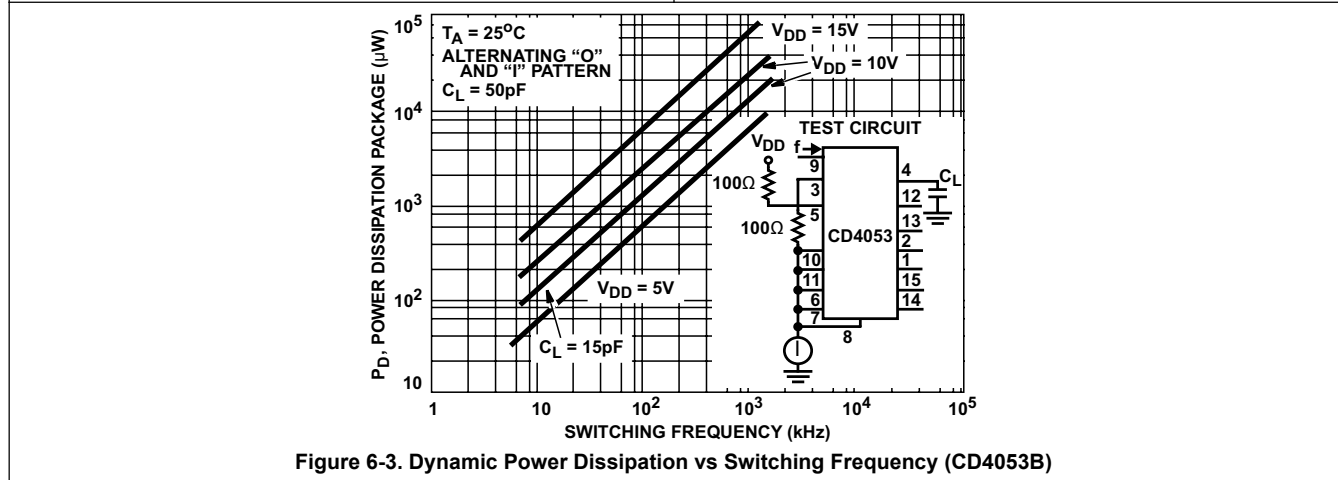 P_D, POWER DISSIPATION PACKAGE (μW)
10⁵
10⁴
10³
10²
10
T_A = 25°C
ALTERNATING “O”
AND “I” PATTERN
C_L = 50pF
V_DD = 15V
V_DD = 10V
V_DD = 5V
C_L = 15pF
TEST CIRCUIT
V_DD
f
100Ω
100Ω
CD4053
9
3
5
10
11
6
7
8
4
12
13
2
1
15
14
C_L
I
1
10
10²
10³
10⁴
10⁵
SWITCHING FREQUENCY (kHz)
Figure 6-3. Dynamic Power Dissipation vs Switching Frequency (CD4053B)